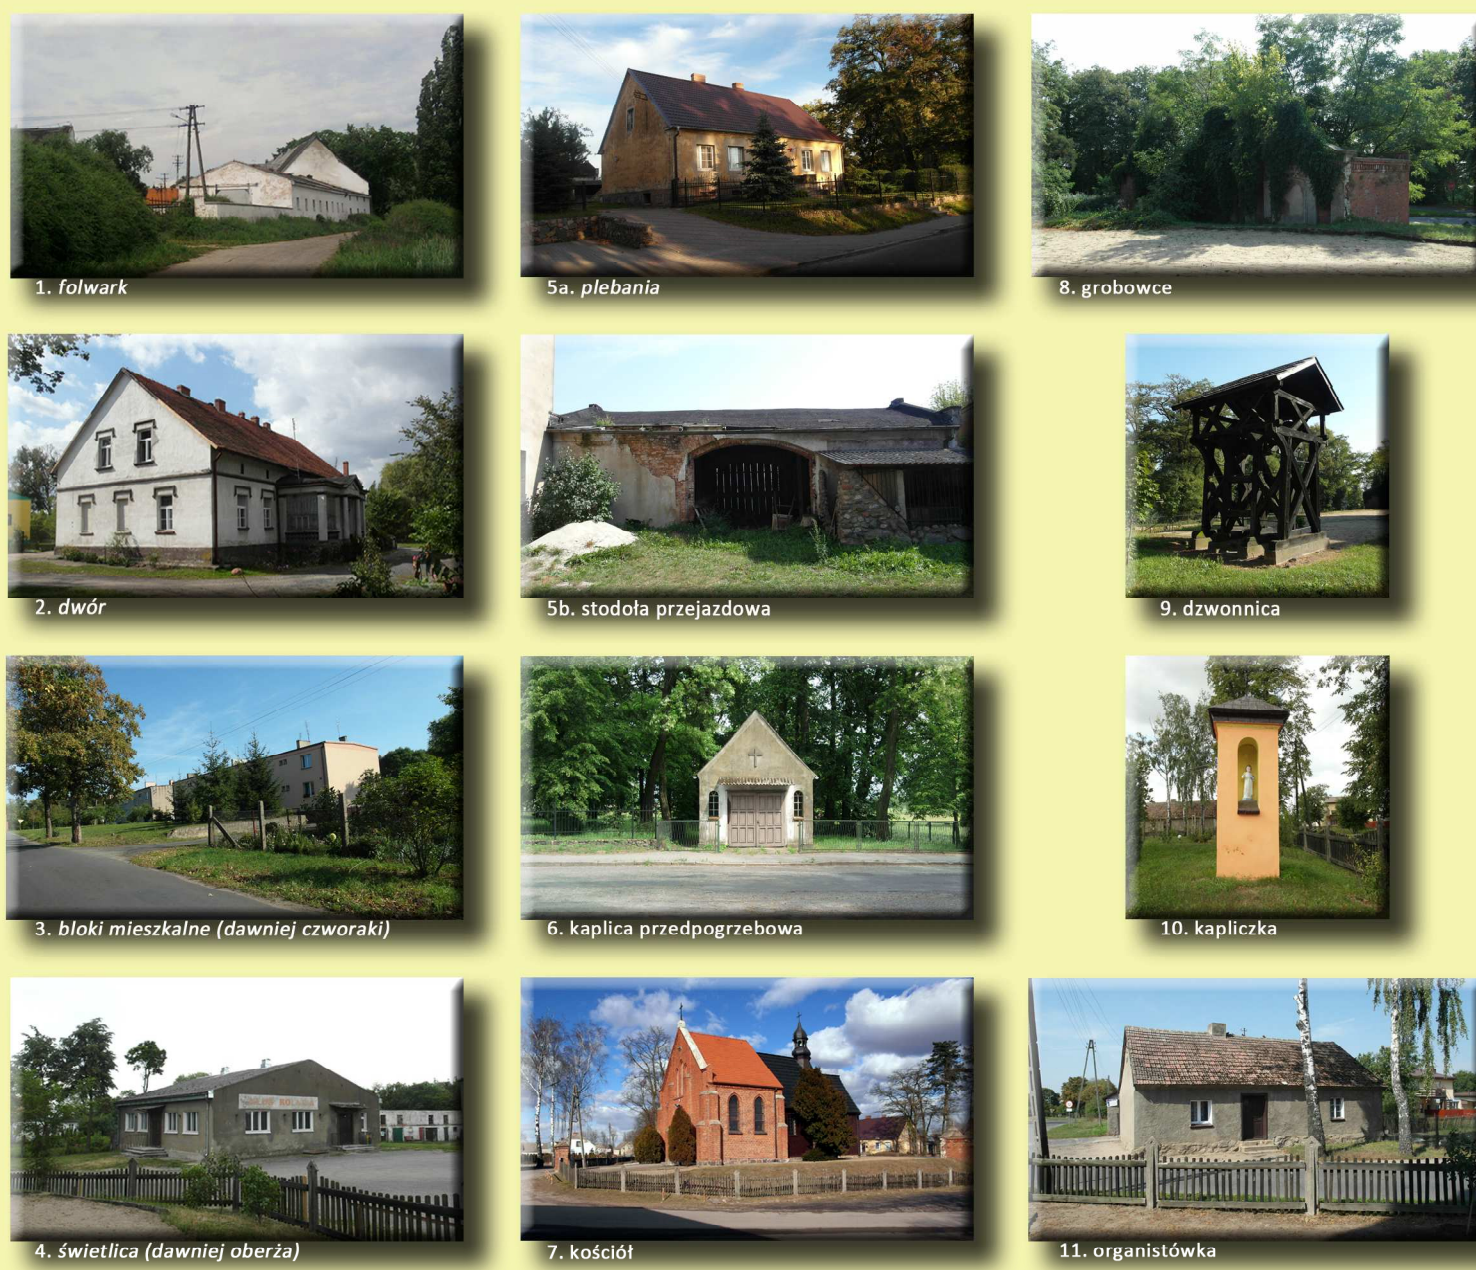 1. folwark
5a. plebania
8. grobowce
2. dwór
5b. stodoła przejazdowa
9. dzwonnica
3. bloki mieszkalne (dawniej czworaki)
6. kaplica przedpogrzebowa
10. kapliczka
4. świetlica (dawniej oberża)
7. kościół
11. organistówka